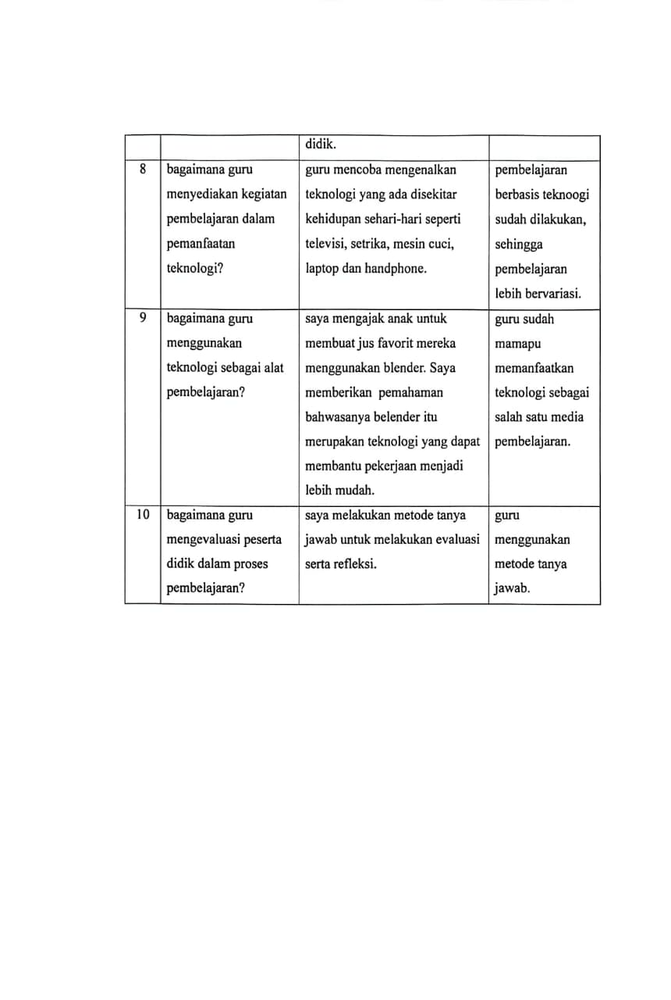 didik.
8
bagaimana guru
menyediakan kegiatan
pembelajaran dalam
pemanfaatan
teknologi?
guru mencoba mengenalkan
teknologi yang ada disekitar
kehidupan sehari-hari seperti
televisi, setrika, mesin cuci,
laptop dan handphone.
pembelajaran
berbasis teknoogi
sudah dilakukan,
sehingga
pembelajaran
lebih bervariasi.
9
bagaimana guru
menggunakan
teknologi sebagai alat
pembelajaran?
saya mengajak anak untuk
membuat jus favorit mereka
menggunakan blender. Saya
memberikan pemahaman
bahwasanya belender itu
merupakan teknologi yang dapat
membantu pekerjaan menjadi
lebih mudah.
guru sudah
mamapu
memanfaatkan
teknologi sebagai
salah satu media
pembelajaran.
10
bagaimana guru
mengevaluasi peserta
didik dalam proses
pembelajaran?
saya melakukan metode tanya
jawab untuk melakukan evaluasi
serta refleksi.
guru
menggunakan
metode tanya
jawab.